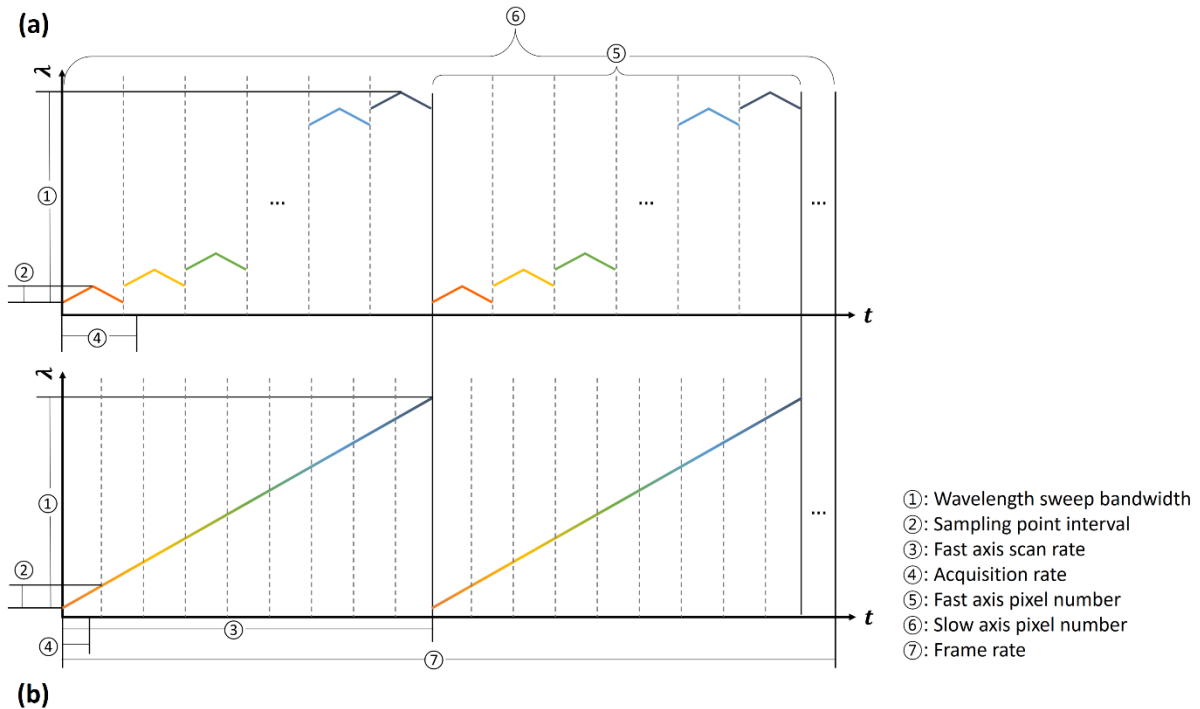 (a)
⑥
⑤
λ
①
...
...
...
②
④
t
λ
①
...
②
③
④
t
⑦
(b)
①: Wavelength sweep bandwidth
②: Sampling point interval
③: Fast axis scan rate
④: Acquisition rate
⑤: Fast axis pixel number
⑥: Slow axis pixel number
⑦: Frame rate